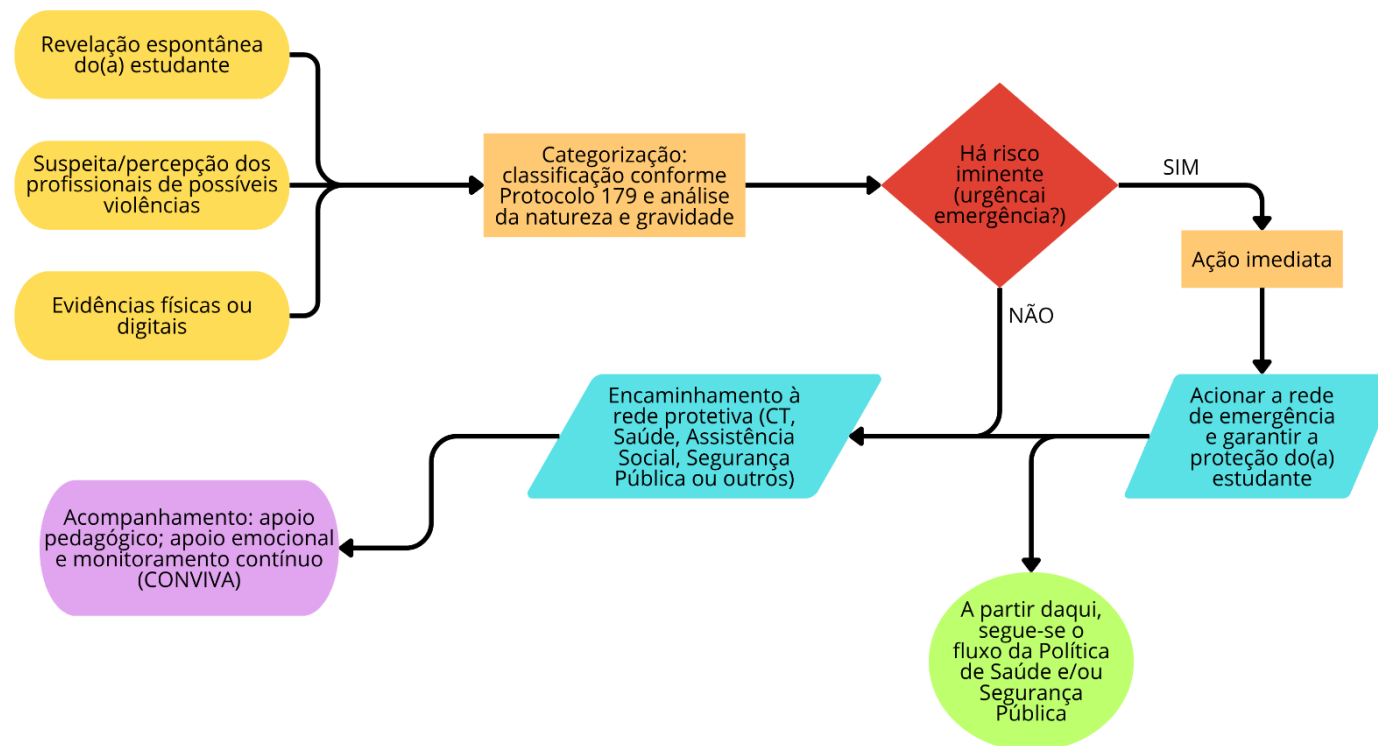 Revelação espontânea
do(a) estudante
Suspeita/percepção dos
profissionais de possíveis
violências
Evidências físicas ou
digitais
Categorização:
classificação conforme
Protocolo 179 e análise
da natureza e gravidade
Há risco
iminente
(urgêncai
emergência?)
SIM
Ação imediata
NÃO
Acionar a rede
de emergência
e garantir a
proteção do(a)
estudante
Encaminhamento à
rede protetiva (CT,
Saúde, Assistência
Social, Segurança
Pública ou outros)
Acompanhamento: apoio
pedagógico; apoio emocional
e monitoramento contínuo
(CONVIVA)
A partir daqui,
segue-se o
fluxo da Política
de Saúde e/ou
Segurança
Pública